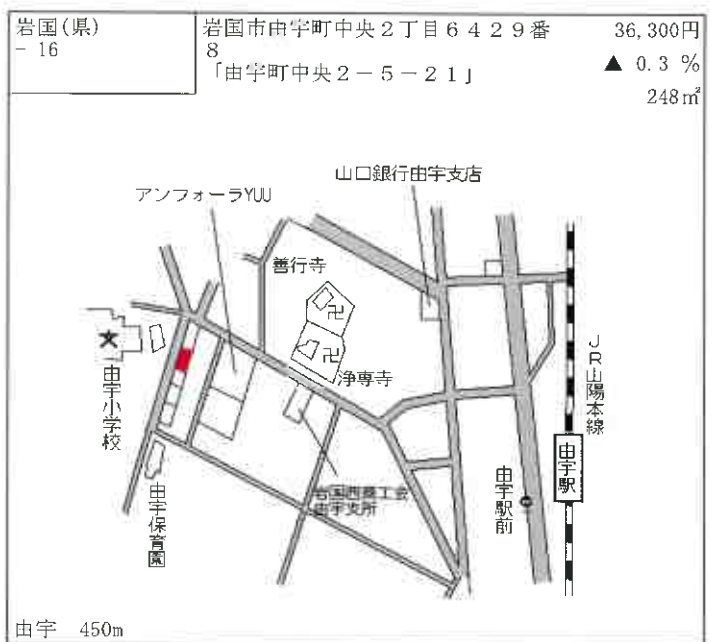 岩国(県)
- 16
岩国市由宇町中央２丁目６４２９番
8
「由宇町中央２－５－２１」
36,300円
▲ 0.3 %
248㎡
山口銀行由宇支店
アンフォーラYUU
善行寺
卍
卍
浄専寺
文
由宇小学校
由宇保育園
岩国西商工会
由宇支所
由宇駅前
由宇駅
ＪＲ山陽本線
由宇　450m